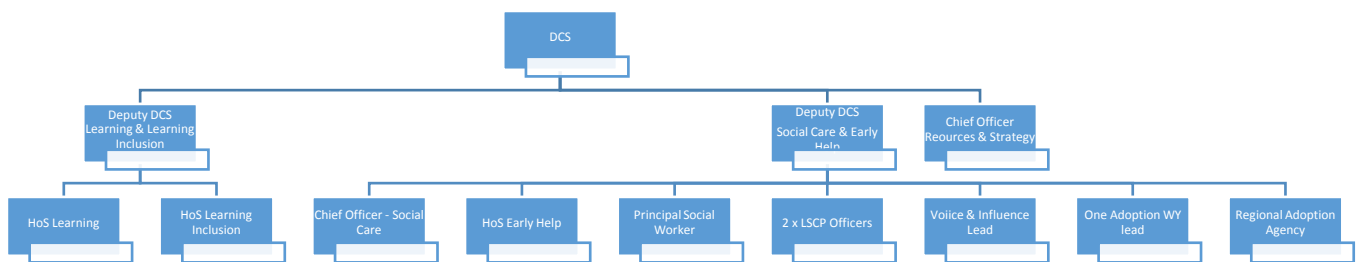 DCS
Deputy DCS
Learning & Learning
Inclusion
Deputy DCS
Social Care & Early
Help
Chief Officer
Reources & Strategy
HoS Learning
HoS Learning
Inclusion
Chief Officer - Social
Care
HoS Early Help
Principal Social
Worker
2 x LSCP Officers
Voiice & Influence
Lead
One Adoption WY
lead
Regional Adoption
Agency